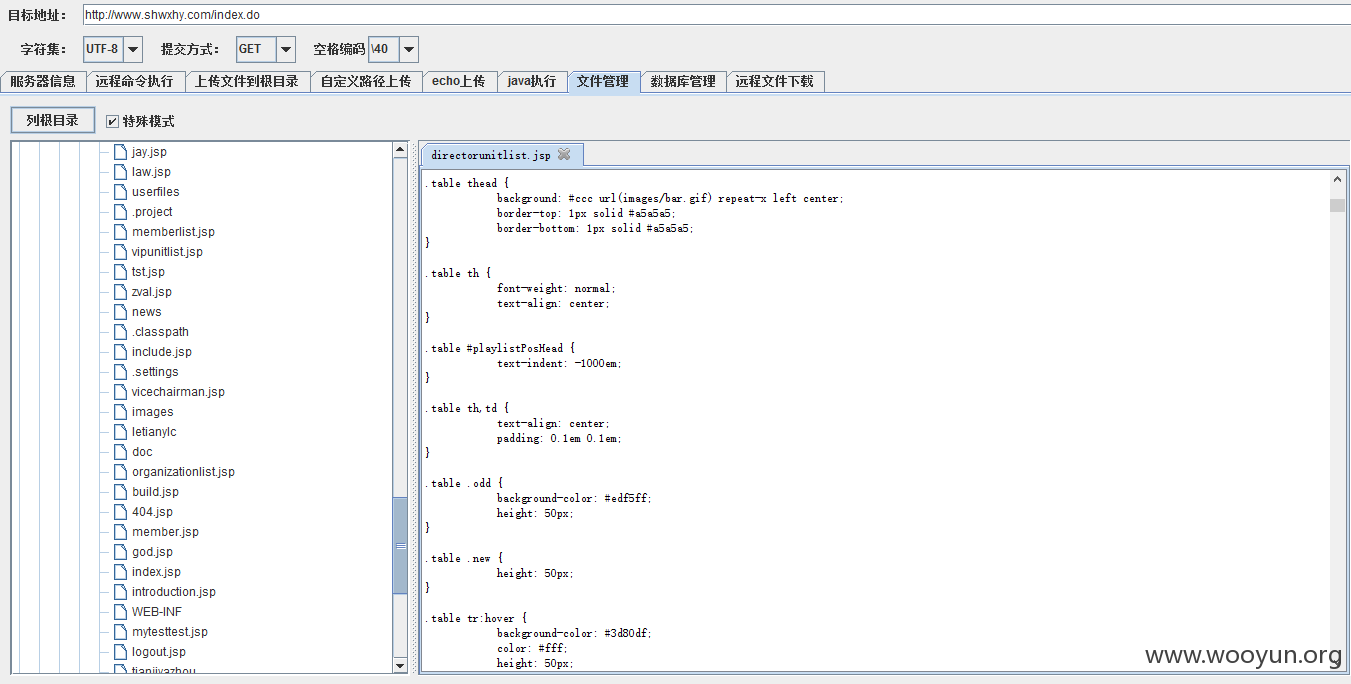 目标地址： http://www.shwxhy.com/index.do
字符集： UTF-8 提交方式： GET 空格编码 \40
服务器信息 远程命令执行 上传文件到根目录 自定义路径上传 echo上传 java执行 文件管理 数据库管理 远程文件下载
列根目录 特殊模式
jay.jsp
law.jsp
userfiles
.project
memberlist.jsp
vipunitlist.jsp
tst.jsp
zval.jsp
news
.classpath
include.jsp
.settings
vicechairman.jsp
images
letianylc
doc
organizationlist.jsp
build.jsp
404.jsp
member.jsp
god.jsp
index.jsp
introduction.jsp
WEB-INF
mytesttest.jsp
logout.jsp
tianjiyazhou
directorunitlist.jsp
.table thead {
background: #ccc url(images/bar.gif) repeat-x left center;
border-top: 1px solid #a5a5a5;
border-bottom: 1px solid #a5a5a5;
}
.table th {
font-weight: normal;
text-align: center;
}
.table #playlistPosHead {
text-indent: -1000em;
}
.table th,td {
text-align: center;
padding: 0.1em 0.1em;
}
.table .odd {
background-color: #edf5ff;
height: 50px;
}
.table .new {
height: 50px;
}
.table tr:hover {
background-color: #3d80df;
color: #fff;
height: 50px;
www.wooyun.org